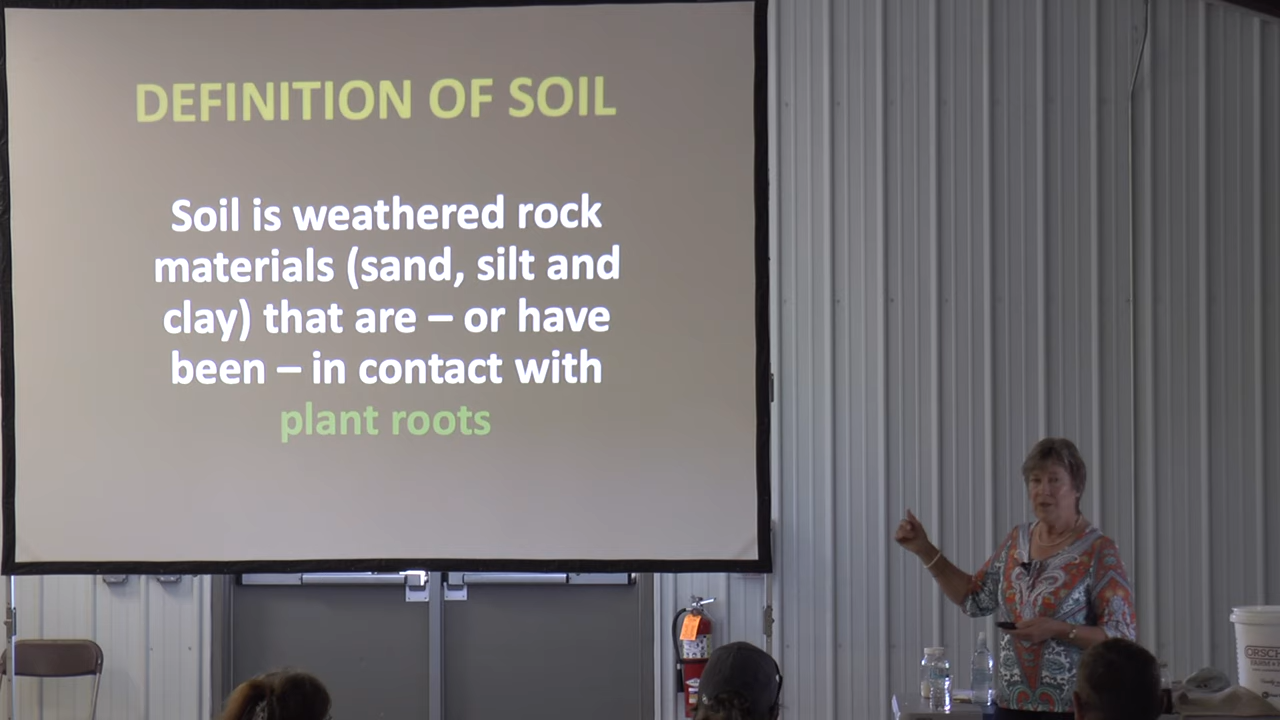 DEFINITION OF SOIL
Soil is weathered rock
materials (sand, silt and
clay) that are – or have
been – in contact with
plant roots